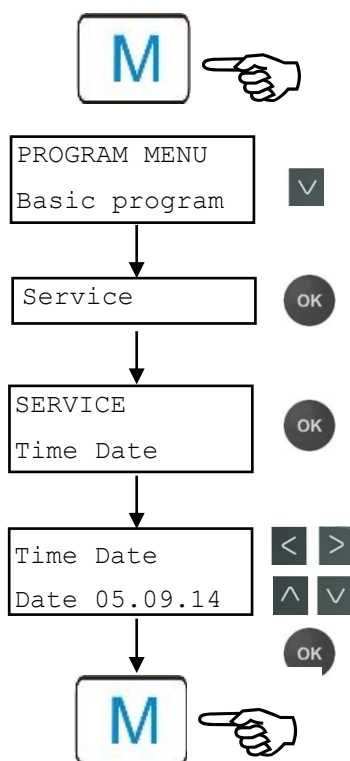 M
PROGRAM MENU
Basic program
Service
OK
SERVICE
Time Date
OK
Time Date
Date 05.09.14
OK
M